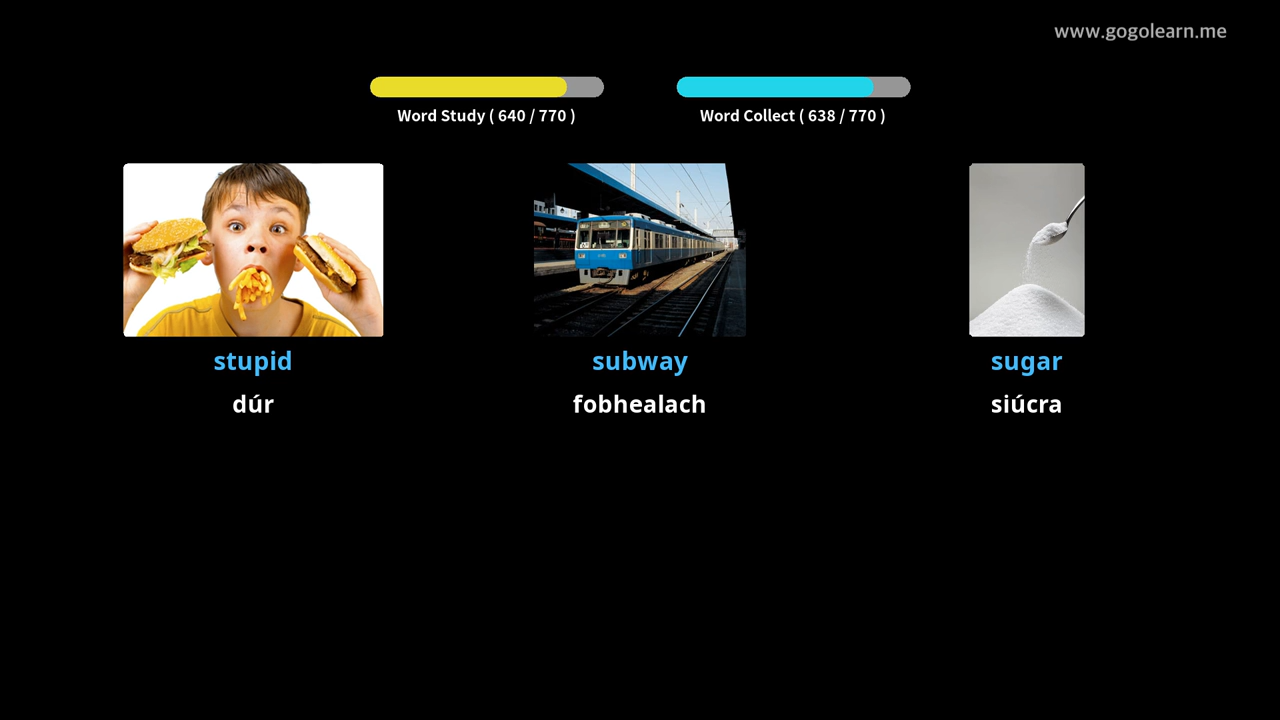 www.gogolearn.me
Word Study ( 640 / 770 )
Word Collect ( 638 / 770 )
stupid
dúr
subway
fobhealach
sugar
siúcra